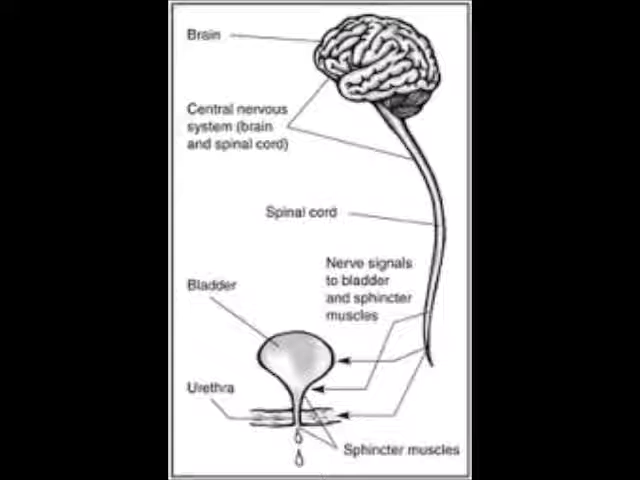 Brain
Central nervous
system (brain
and spinal cord)
Spinal cord
Nerve signals
to bladder
and sphincter
muscles
Bladder
Urethra
Sphincter muscles